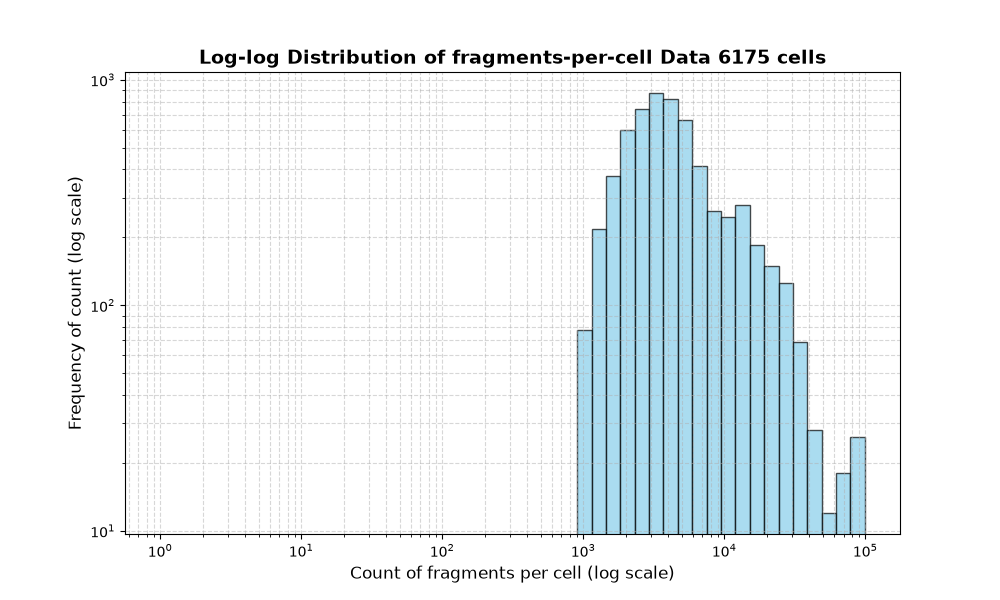 Log-log Distribution of fragments-per-cell Data 6175 cells
Frequency of count (log scale)
10³
10²
10¹
10⁰ 10¹ 10² 10³ 10⁴ 10⁵
Count of fragments per cell (log scale)